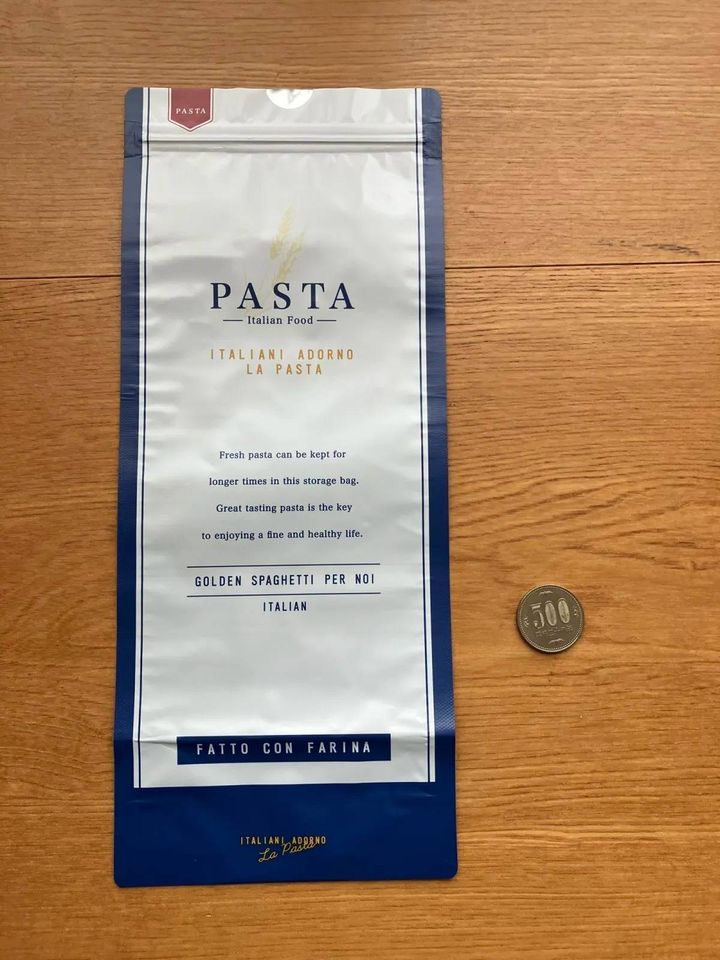 PASTA
PASTA
Italian Food
ITALIANI ADORNO
LA PASTA
Fresh pasta can be kept for
longer times in this storage bag.
Great tasting pasta is the key
to enjoying a fine and healthy life.
GOLDEN SPAGHETTI PER NOI
ITALIAN
500
FATTO CON FARINA
ITALIANI ADORNO
La Pasta